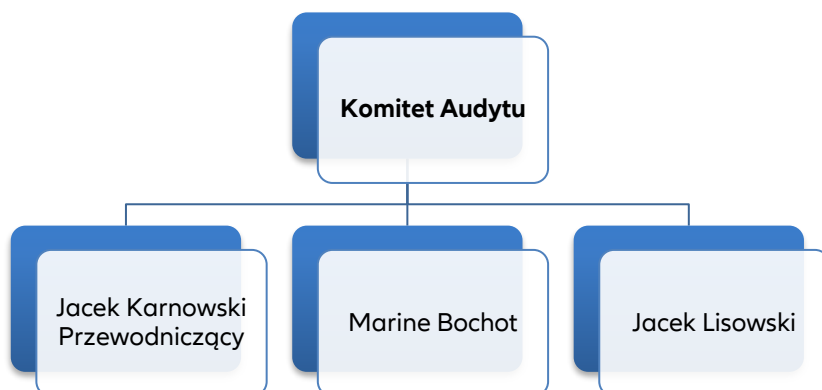 Komitet Audytu
Jacek Karnowski
Przewodniczący
Marine Bochot
Jacek Lisowski